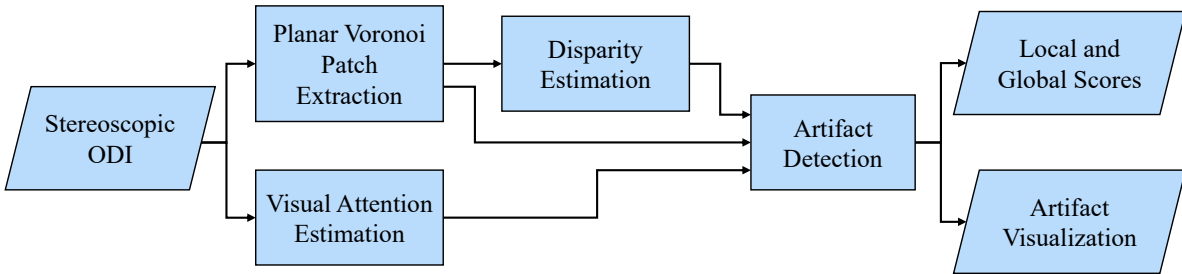 Stereoscopic
ODI
Planar Voronoi
Patch
Extraction
Visual Attention
Estimation
Disparity
Estimation
Artifact
Detection
Local and
Global Scores
Artifact
Visualization